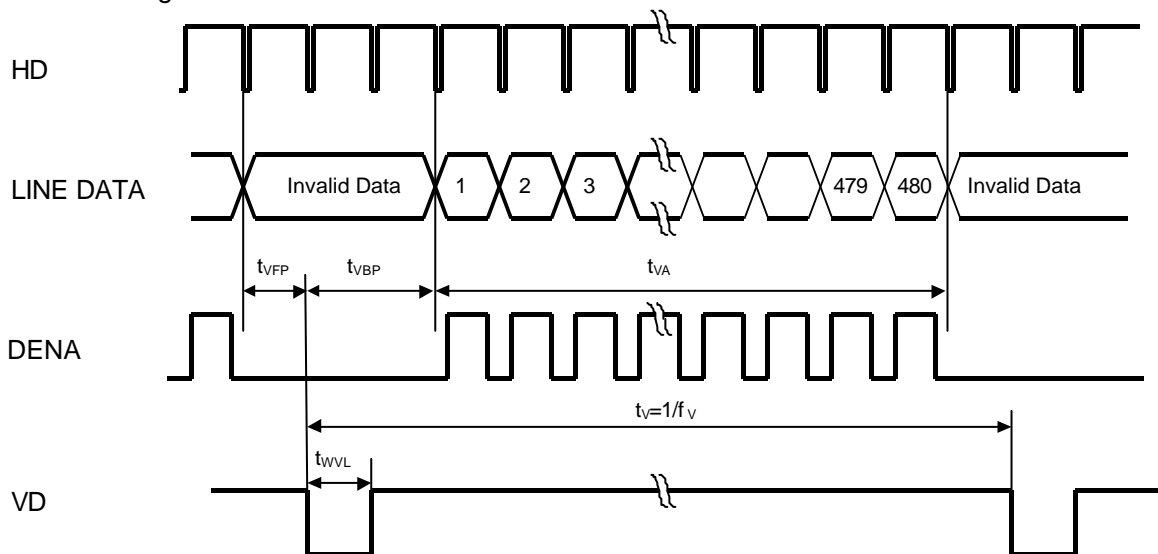 HD
LINE DATA
Invalid Data 1 2 3 479 480 Invalid Data
tVFP tVBP tVA
DENA
tV=1/fV
tWVL
VD